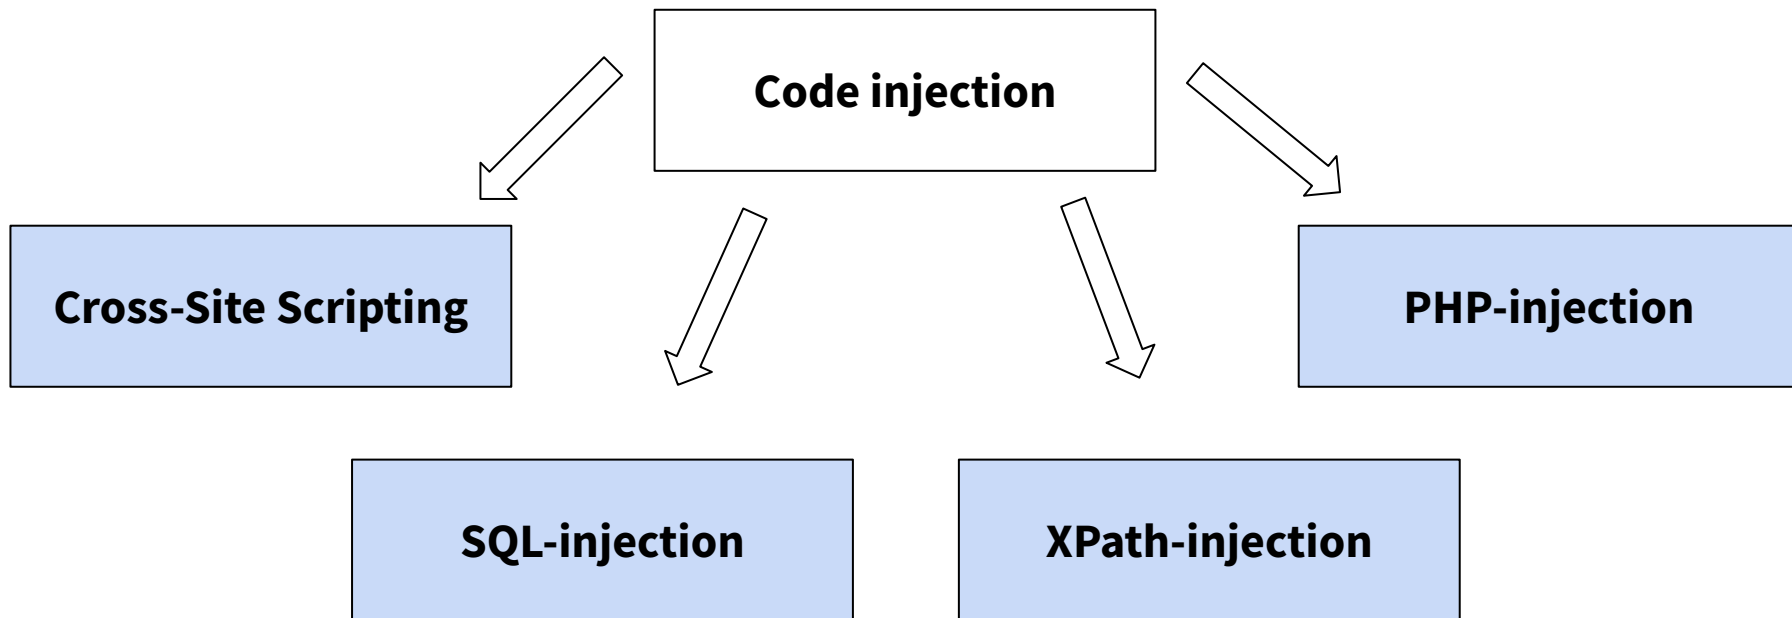 Code injection
Cross-Site Scripting
PHP-injection
SQL-injection
XPath-injection